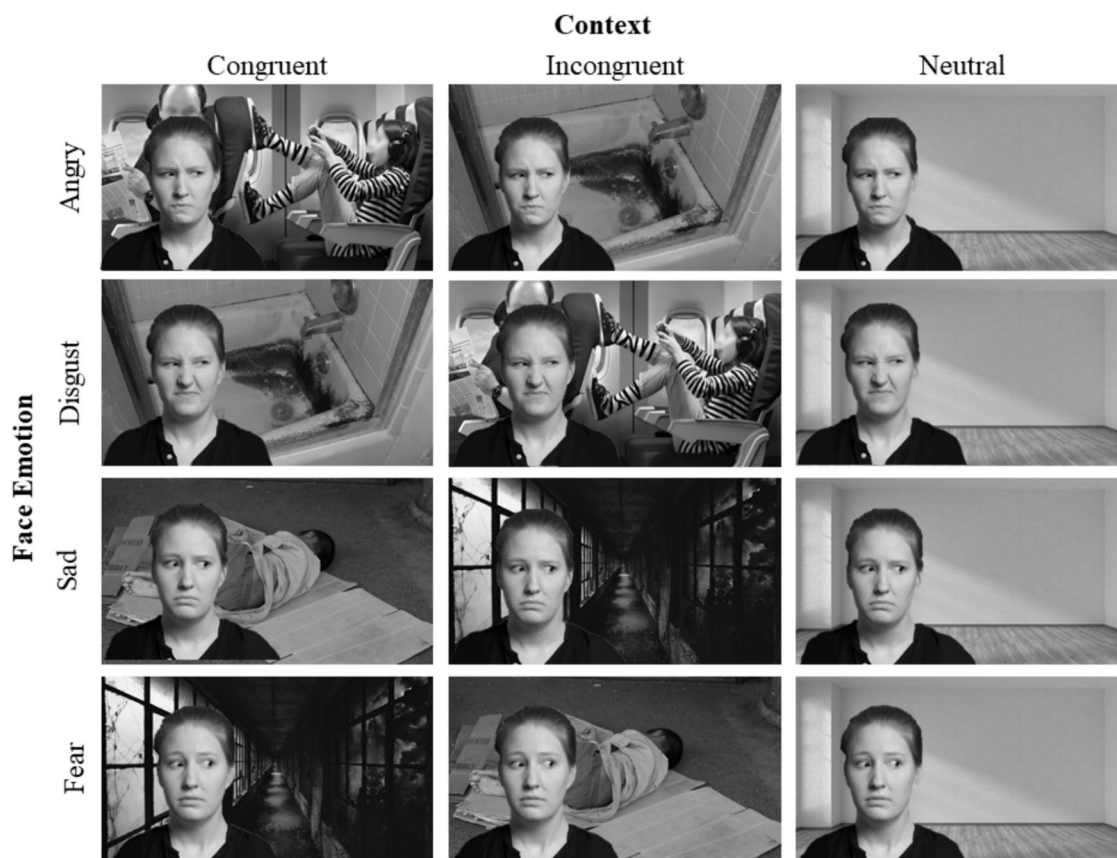 Context
Congruent Incongruent Neutral
Face Emotion
Angry
Disgust
Sad
Fear